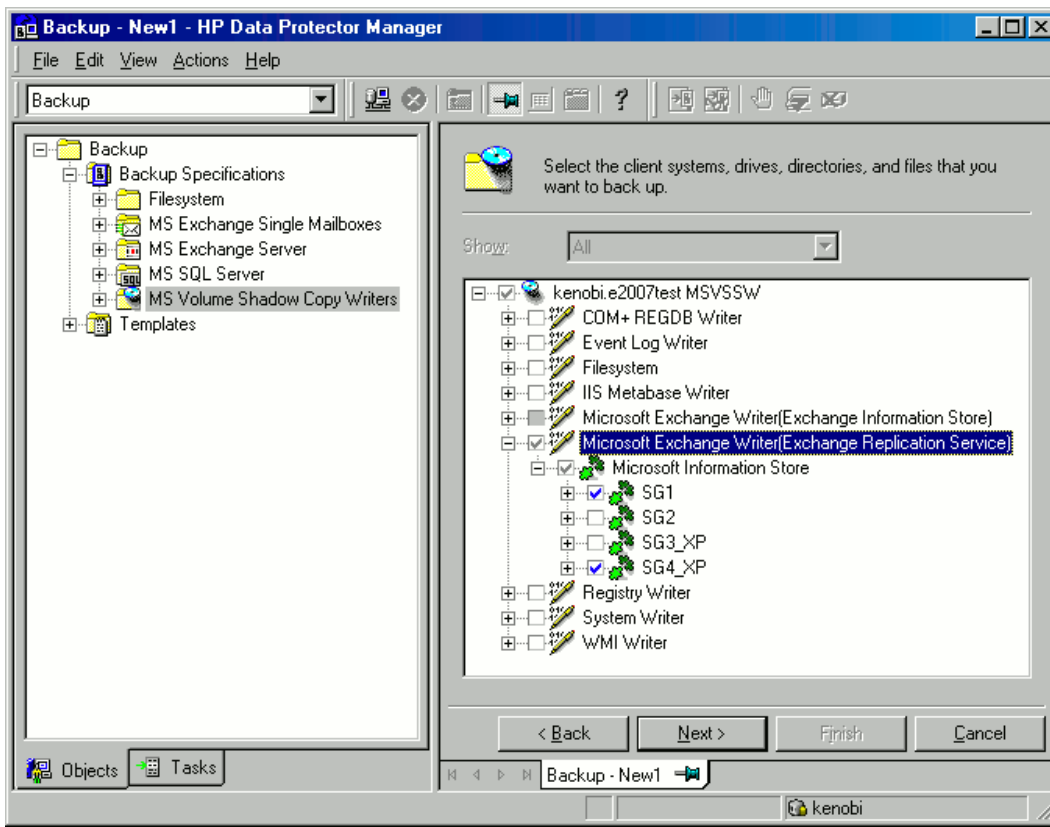 Backup - New1 - HP Data Protector Manager
File Edit View Actions Help
Backup
?
Backup
Backup Specifications
Filesystem
MS Exchange Single Mailboxes
MS Exchange Server
MS SQL Server
MS Volume Shadow Copy Writers
Templates
Select the client systems, drives, directories, and files that you
want to back up.
Show: All
kenobi.e2007test MSVSSW
COM+ REGDB Writer
Event Log Writer
Filesystem
IIS Metabase Writer
Microsoft Exchange Writer(Exchange Information Store)
Microsoft Exchange Writer(Exchange Replication Service)
Microsoft Information Store
SG1
SG2
SG3_XP
SG4_XP
Registry Writer
System Writer
WMI Writer
< Back Next > Finish Cancel
Objects Tasks
Backup - New1
kenobi